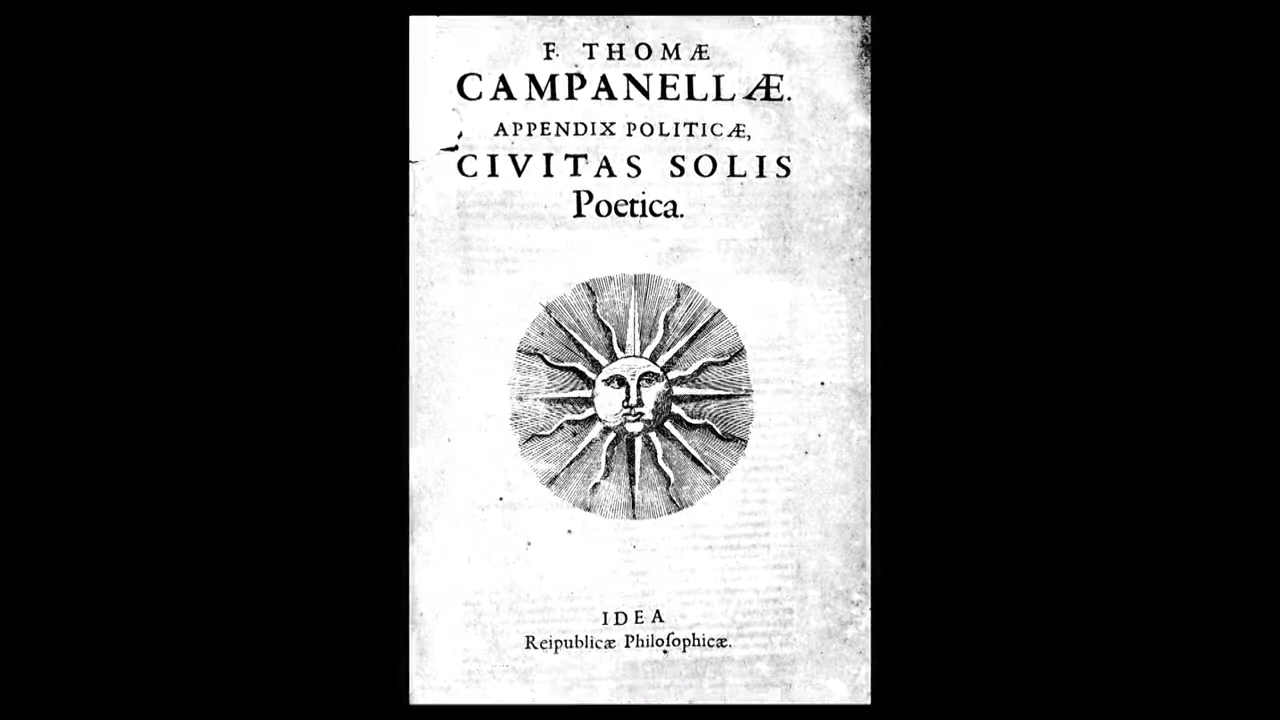 F. THOMÆ
CAMPANELLÆ.
APPENDIX POLITICÆ,
CIVITAS SOLIS
Poetica.
IDEA
Reipublicæ Philoſophicæ.